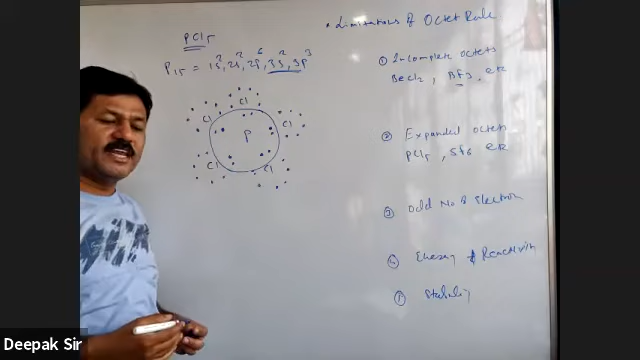 PCl5
P15 = 1s2, 2s2, 2p6, 3s2, 3p3
Cl
Cl
Cl
P
Cl
Cl
• Limitations of Octet Rule
① Incomplete octets
BeCl2, BF3, etc
② Expanded octets
PCl5, SF6 etc
③ Odd No of Electron
Energy & Reactivity
Stability
Deepak Sir